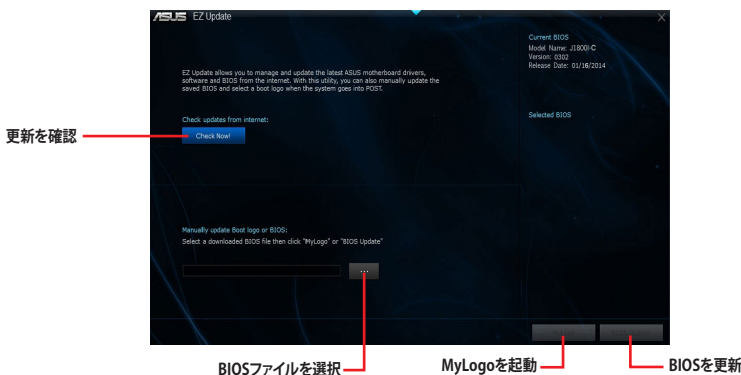 ASUS EZ Update
Current BIOS
Model Name: J1800I-C
Version: 0302
Release Date: 01/16/2014
EZ Update allows you to manage and update the latest ASUS motherboard drivers,
software and BIOS from the internet. With this utility, you can also manually update the
saved BIOS and select a boot logo when the system goes into POST.
Check updates from internet:
Selected BIOS
更新を確認
Check Now!
Manually update Boot logo or BIOS:
Select a downloaded BIOS file then click "MyLogo" or "BIOS Update"
...
BIOSファイルを選択
MyLogoを起動
BIOSを更新